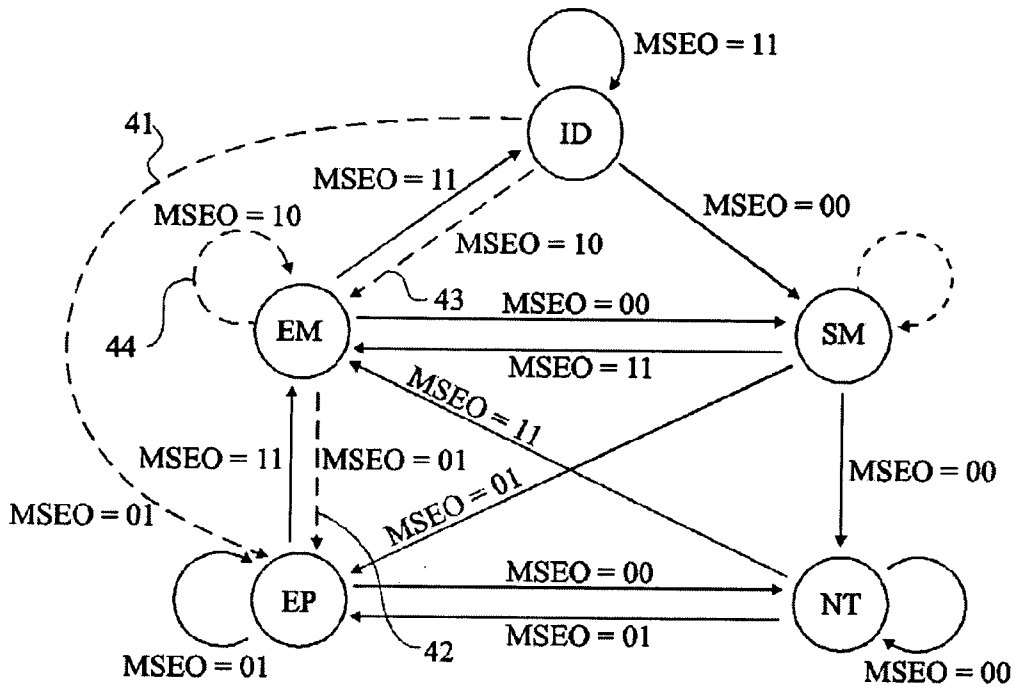 MSEO = 11
ID
41
MSEO = 11
MSEO = 00
MSEO = 10
MSEO = 10
43
MSEO = 00
EM
SM
44
MSEO = 11
MSEO = 11
MSEO = 11
MSEO = 01
MSEO = 01
MSEO = 00
MSEO = 01
MSEO = 00
EP
NT
MSEO = 01
42
MSEO = 01
MSEO = 00